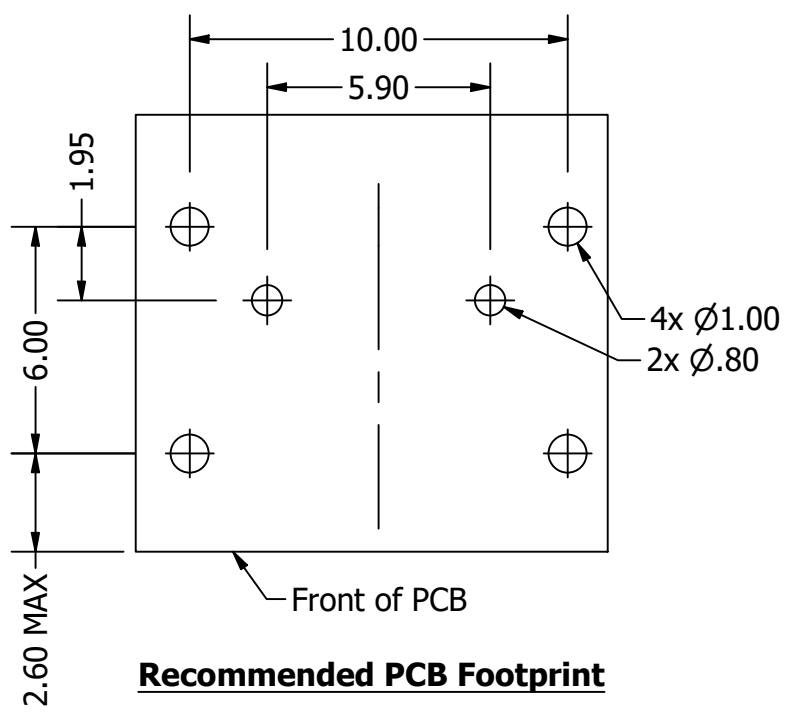 10.00
5.90
1.95
6.00
4x Ø1.00
2x Ø.80
2.60 MAX
Front of PCB
Recommended PCB Footprint